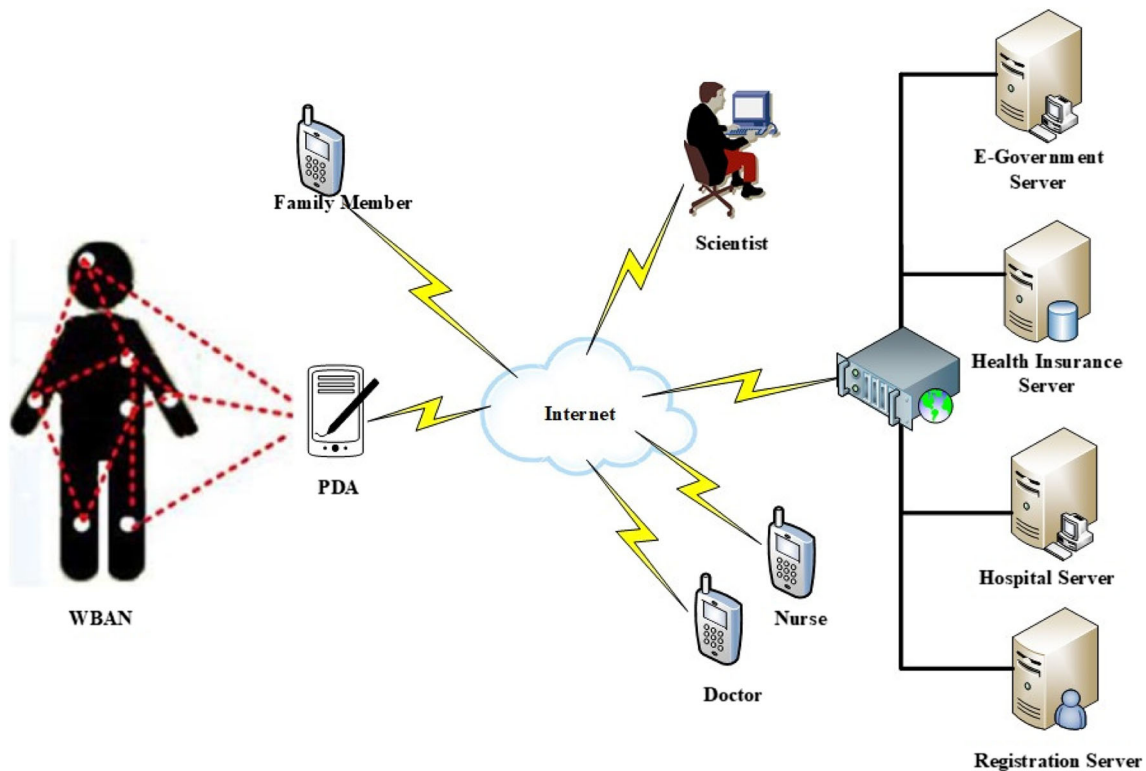 E-Government
Server
Family Member
Scientist
Health Insurance
Server
Internet
PDA
Hospital Server
WBAN
Nurse
Doctor
Registration Server